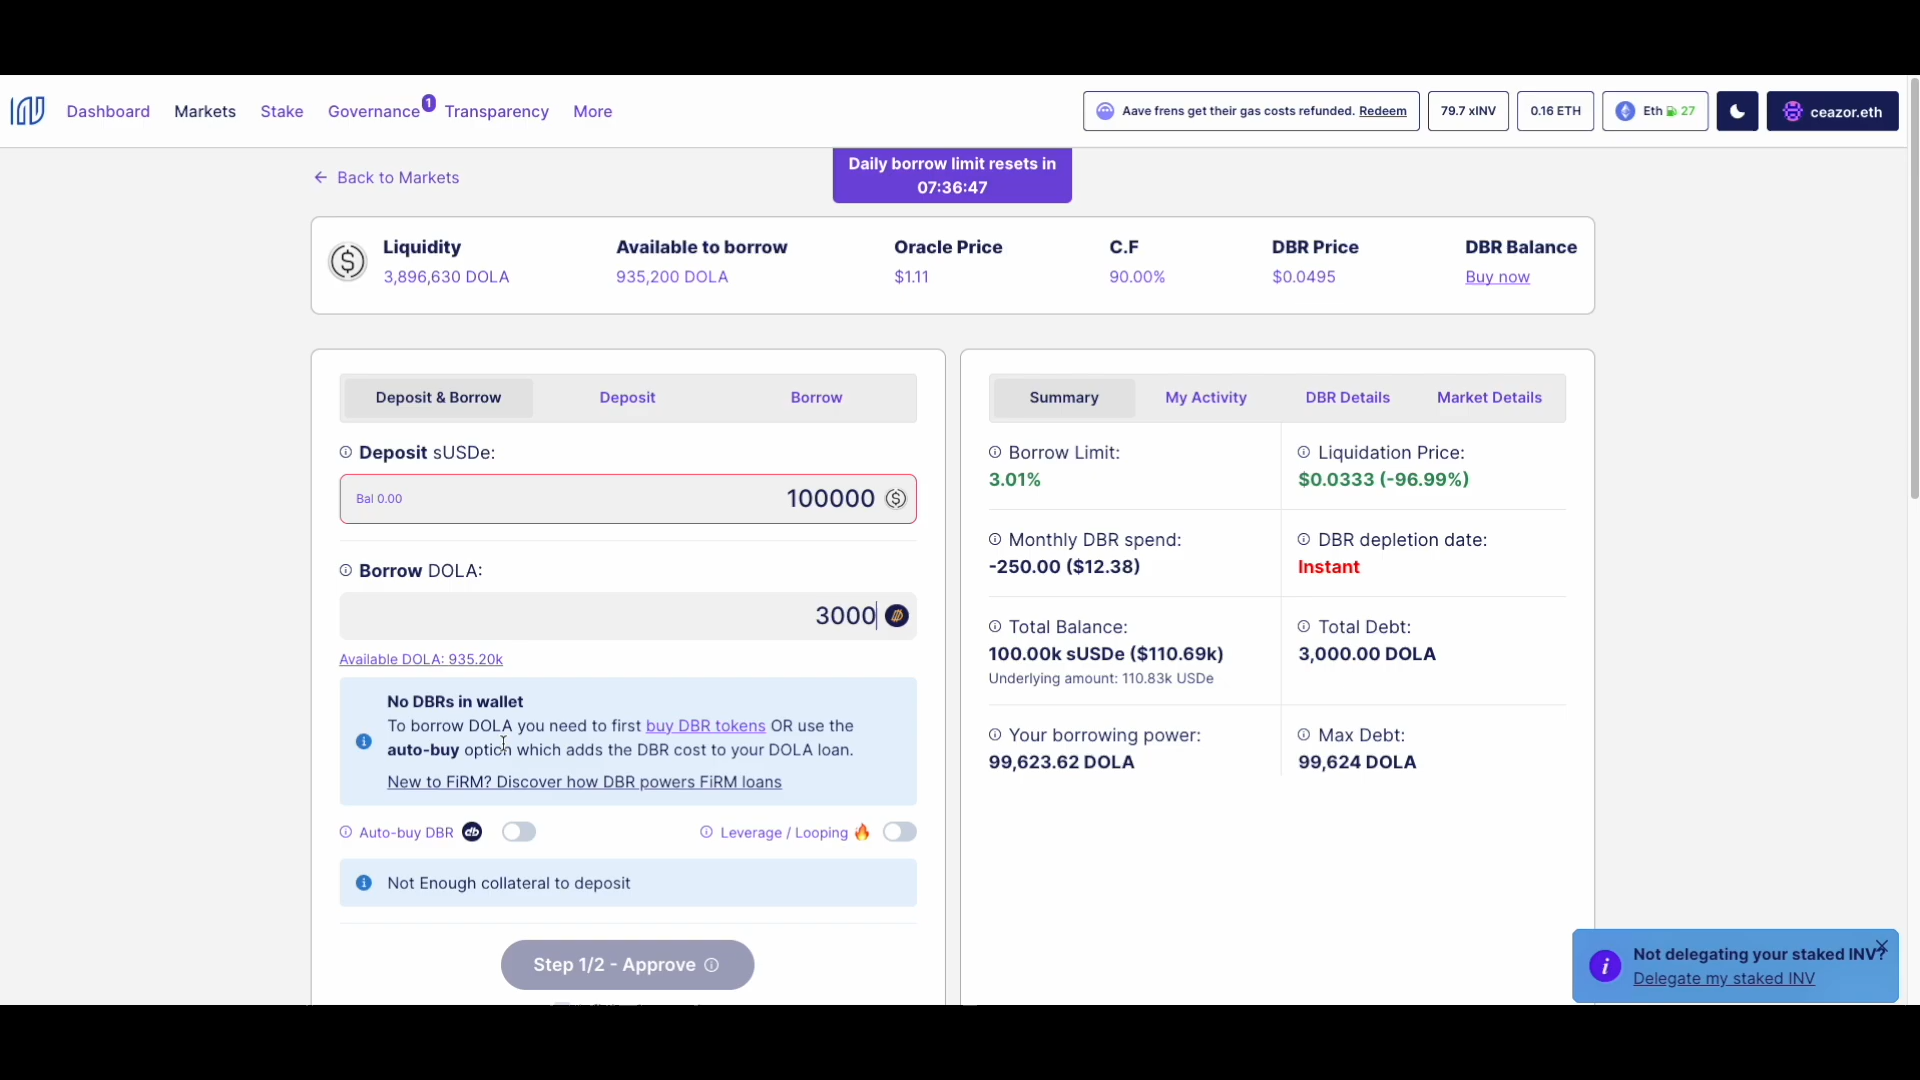 Dashboard Markets Stake Governance 1 Transparency More
Aave frens get their gas costs refunded. Redeem 79.7 xINV 0.16 ETH Eth 27 ceazor.eth
Back to Markets
Daily borrow limit resets in
07:36:47
Liquidity Available to borrow Oracle Price C.F DBR Price DBR Balance
3,896,630 DOLA 935,200 DOLA $1.11 90.00% $0.0495 Buy now
Deposit & Borrow Deposit Borrow
Deposit sUSDe:
Bal 0.00 100000
Borrow DOLA:
3000
Available DOLA: 935.20k
No DBRs in wallet
To borrow DOLA you need to first buy DBR tokens OR use the
auto-buy option which adds the DBR cost to your DOLA loan.
New to FiRM? Discover how DBR powers FiRM loans
Auto-buy DBR db Leverage / Looping
Not Enough collateral to deposit
Step 1/2 - Approve
Summary My Activity DBR Details Market Details
Borrow Limit: Liquidation Price:
3.01% $0.0333 (-96.99%)
Monthly DBR spend: DBR depletion date:
-250.00 ($12.38) Instant
Total Balance: Total Debt:
100.00k sUSDe ($110.69k) 3,000.00 DOLA
Underlying amount: 110.83k USDe
Your borrowing power: Max Debt:
99,623.62 DOLA 99,624 DOLA
Not delegating your staked INV?
Delegate my staked INV